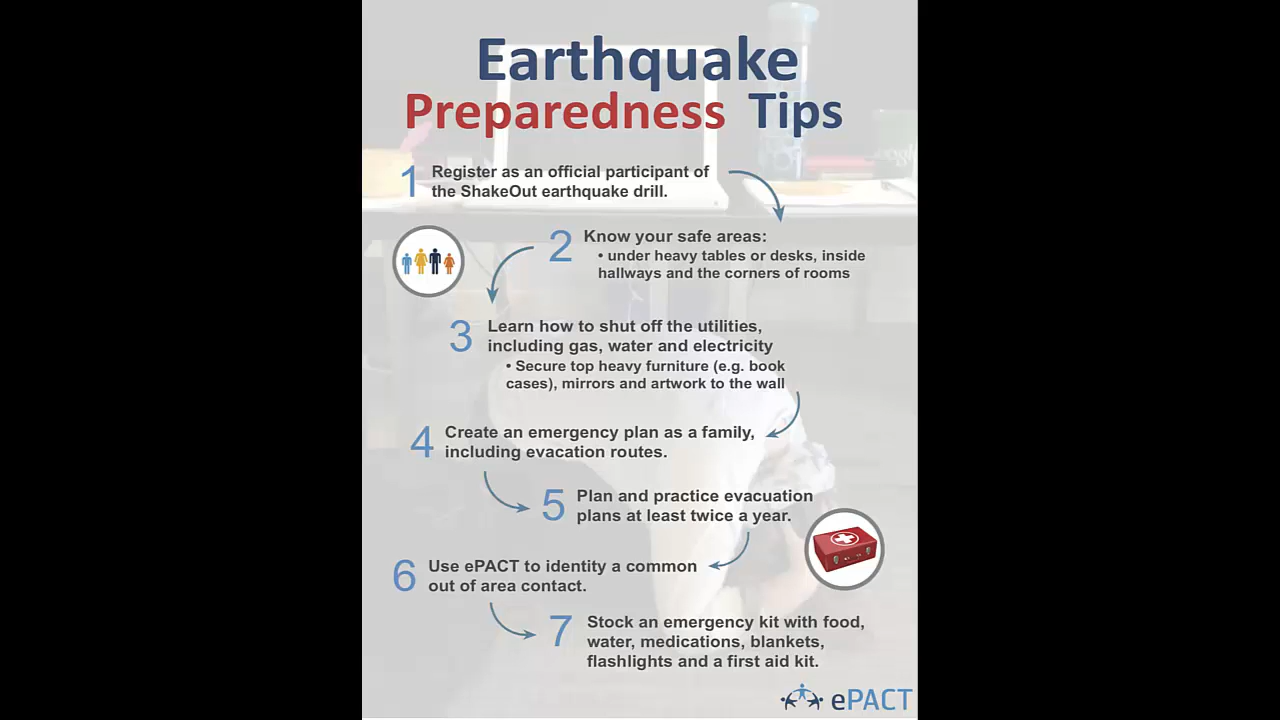 Earthquake
Preparedness Tips
1 Register as an official participant of
the ShakeOut earthquake drill.
2 Know your safe areas:
• under heavy tables or desks, inside
hallways and the corners of rooms
3 Learn how to shut off the utilities,
including gas, water and electricity
• Secure top heavy furniture (e.g. book
cases), mirrors and artwork to the wall
4 Create an emergency plan as a family,
including evacation routes.
5 Plan and practice evacuation
plans at least twice a year.
6 Use ePACT to identity a common
out of area contact.
7 Stock an emergency kit with food,
water, medications, blankets,
flashlights and a first aid kit.
ePACT